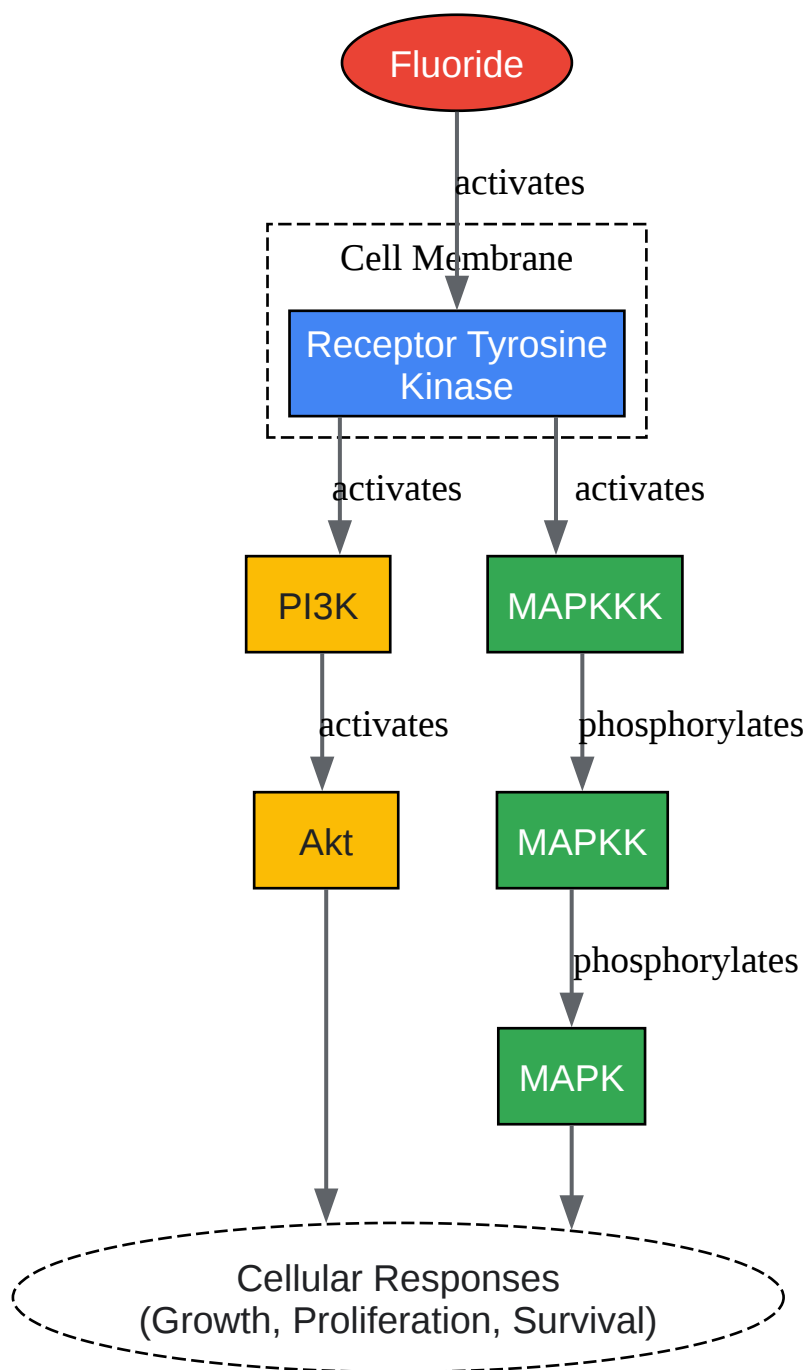 Fluoride
activates
Cell Membrane
Receptor Tyrosine
Kinase
activates
activates
PI3K
MAPKKK
activates
phosphorylates
Akt
MAPKK
phosphorylates
MAPK
Cellular Responses
(Growth, Proliferation, Survival)